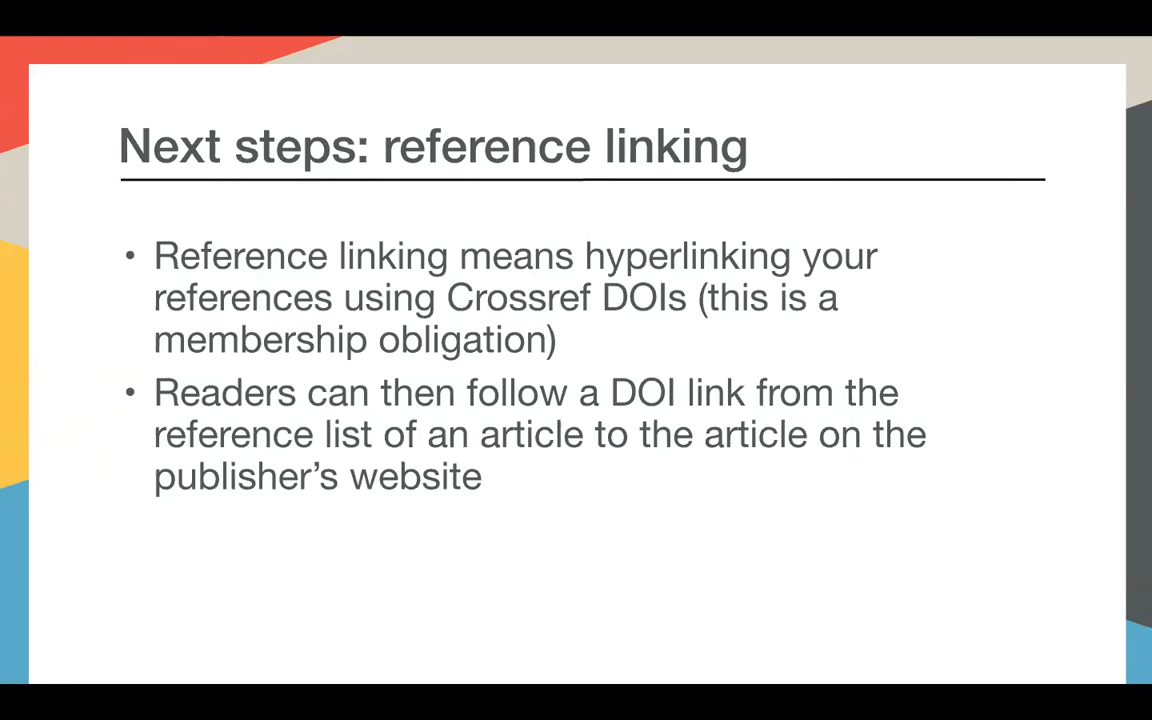 Next steps: reference linking
• Reference linking means hyperlinking your
references using Crossref DOIs (this is a
membership obligation)
• Readers can then follow a DOI link from the
reference list of an article to the article on the
publisher’s website